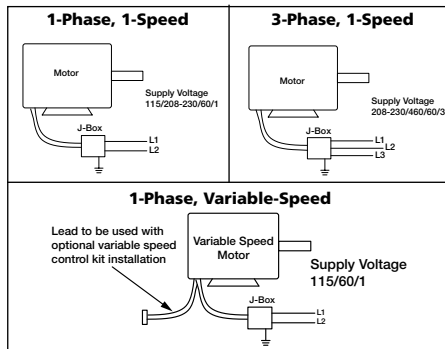 1-Phase, 1-Speed
Motor
Supply Voltage
115/208-230/60/1
J-Box
L1
L2
3-Phase, 1-Speed
Motor
Supply Voltage
208-230/460/60/3
J-Box
L1
L2
L3
1-Phase, Variable-Speed
Lead to be used with
optional variable speed
control kit installation
Variable Speed
Motor
Supply Voltage
115/60/1
J-Box
L1
L2